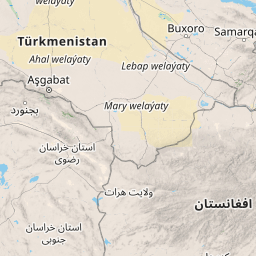 welaýaty
Buxoro
Samarqa
Türkmenistan
Ahal welaýaty
Lebap welaýaty
Aşgabat
بجنورد
Mary welaýaty
استان خراسان
رضوی
ولایت هرات
افغانستان
استان خراسان
جنوبی